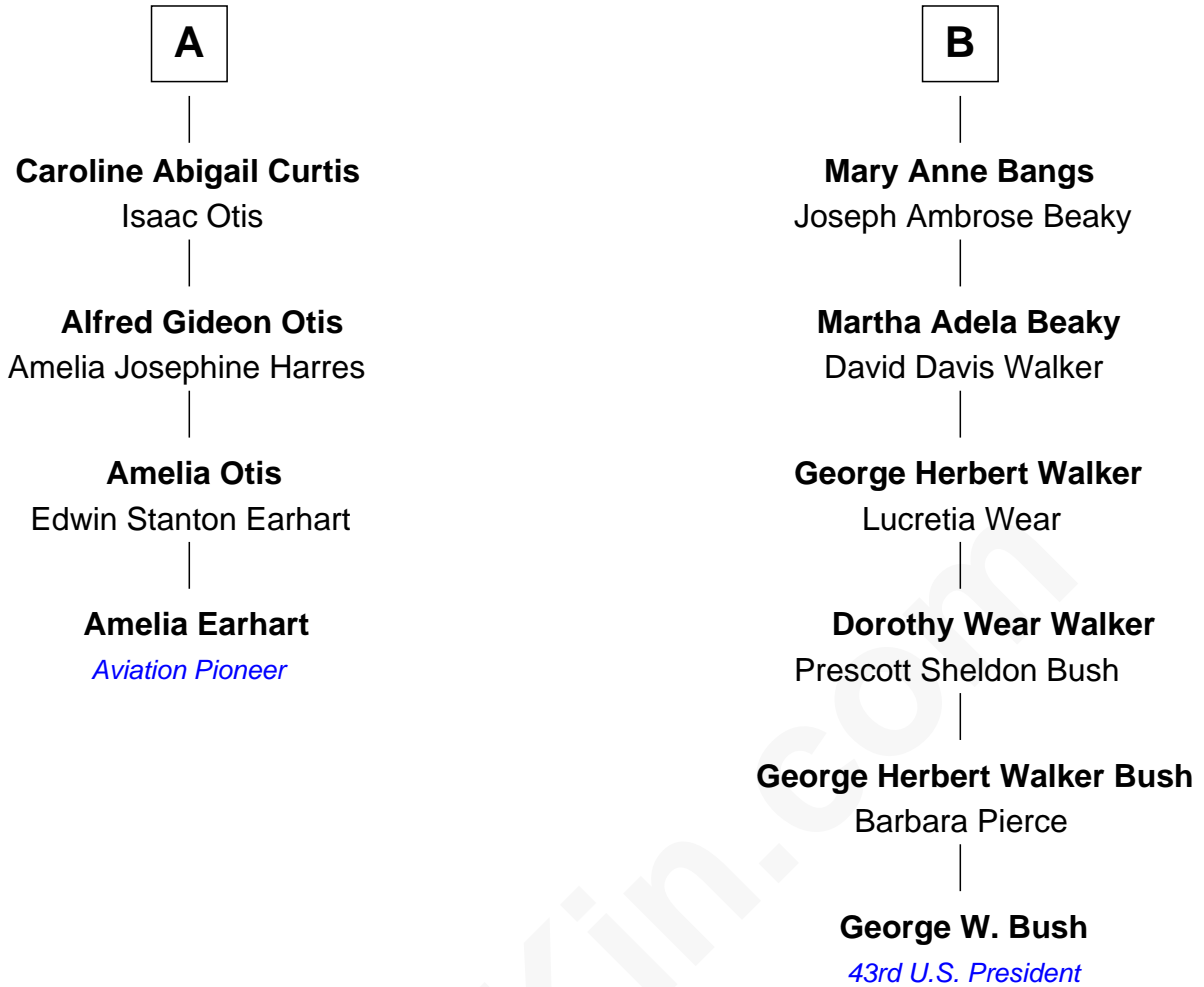 A
Caroline Abigail Curtis
Isaac Otis
Alfred Gideon Otis
Amelia Josephine Harres
Amelia Otis
Edwin Stanton Earhart
Amelia Earhart
Aviation Pioneer
B
Mary Anne Bangs
Joseph Ambrose Beaky
Martha Adela Beaky
David Davis Walker
George Herbert Walker
Lucretia Wear
Dorothy Wear Walker
Prescott Sheldon Bush
George Herbert Walker Bush
Barbara Pierce
George W. Bush
43rd U.S. President